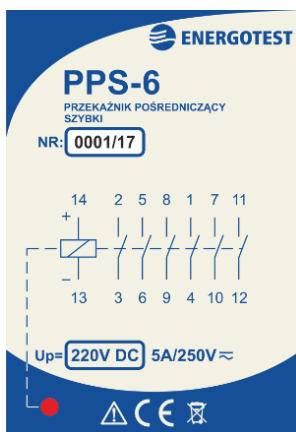 ENERGOTEST
PPS-6
PRZEKAŹNIK POŚREDNICZĄCY
SZYBKI
NR: 0001/17
14 2 5 8 1 7 11
+
−
13 3 6 9 4 10 12
Up= 220V DC 5A/250V ≂
CE